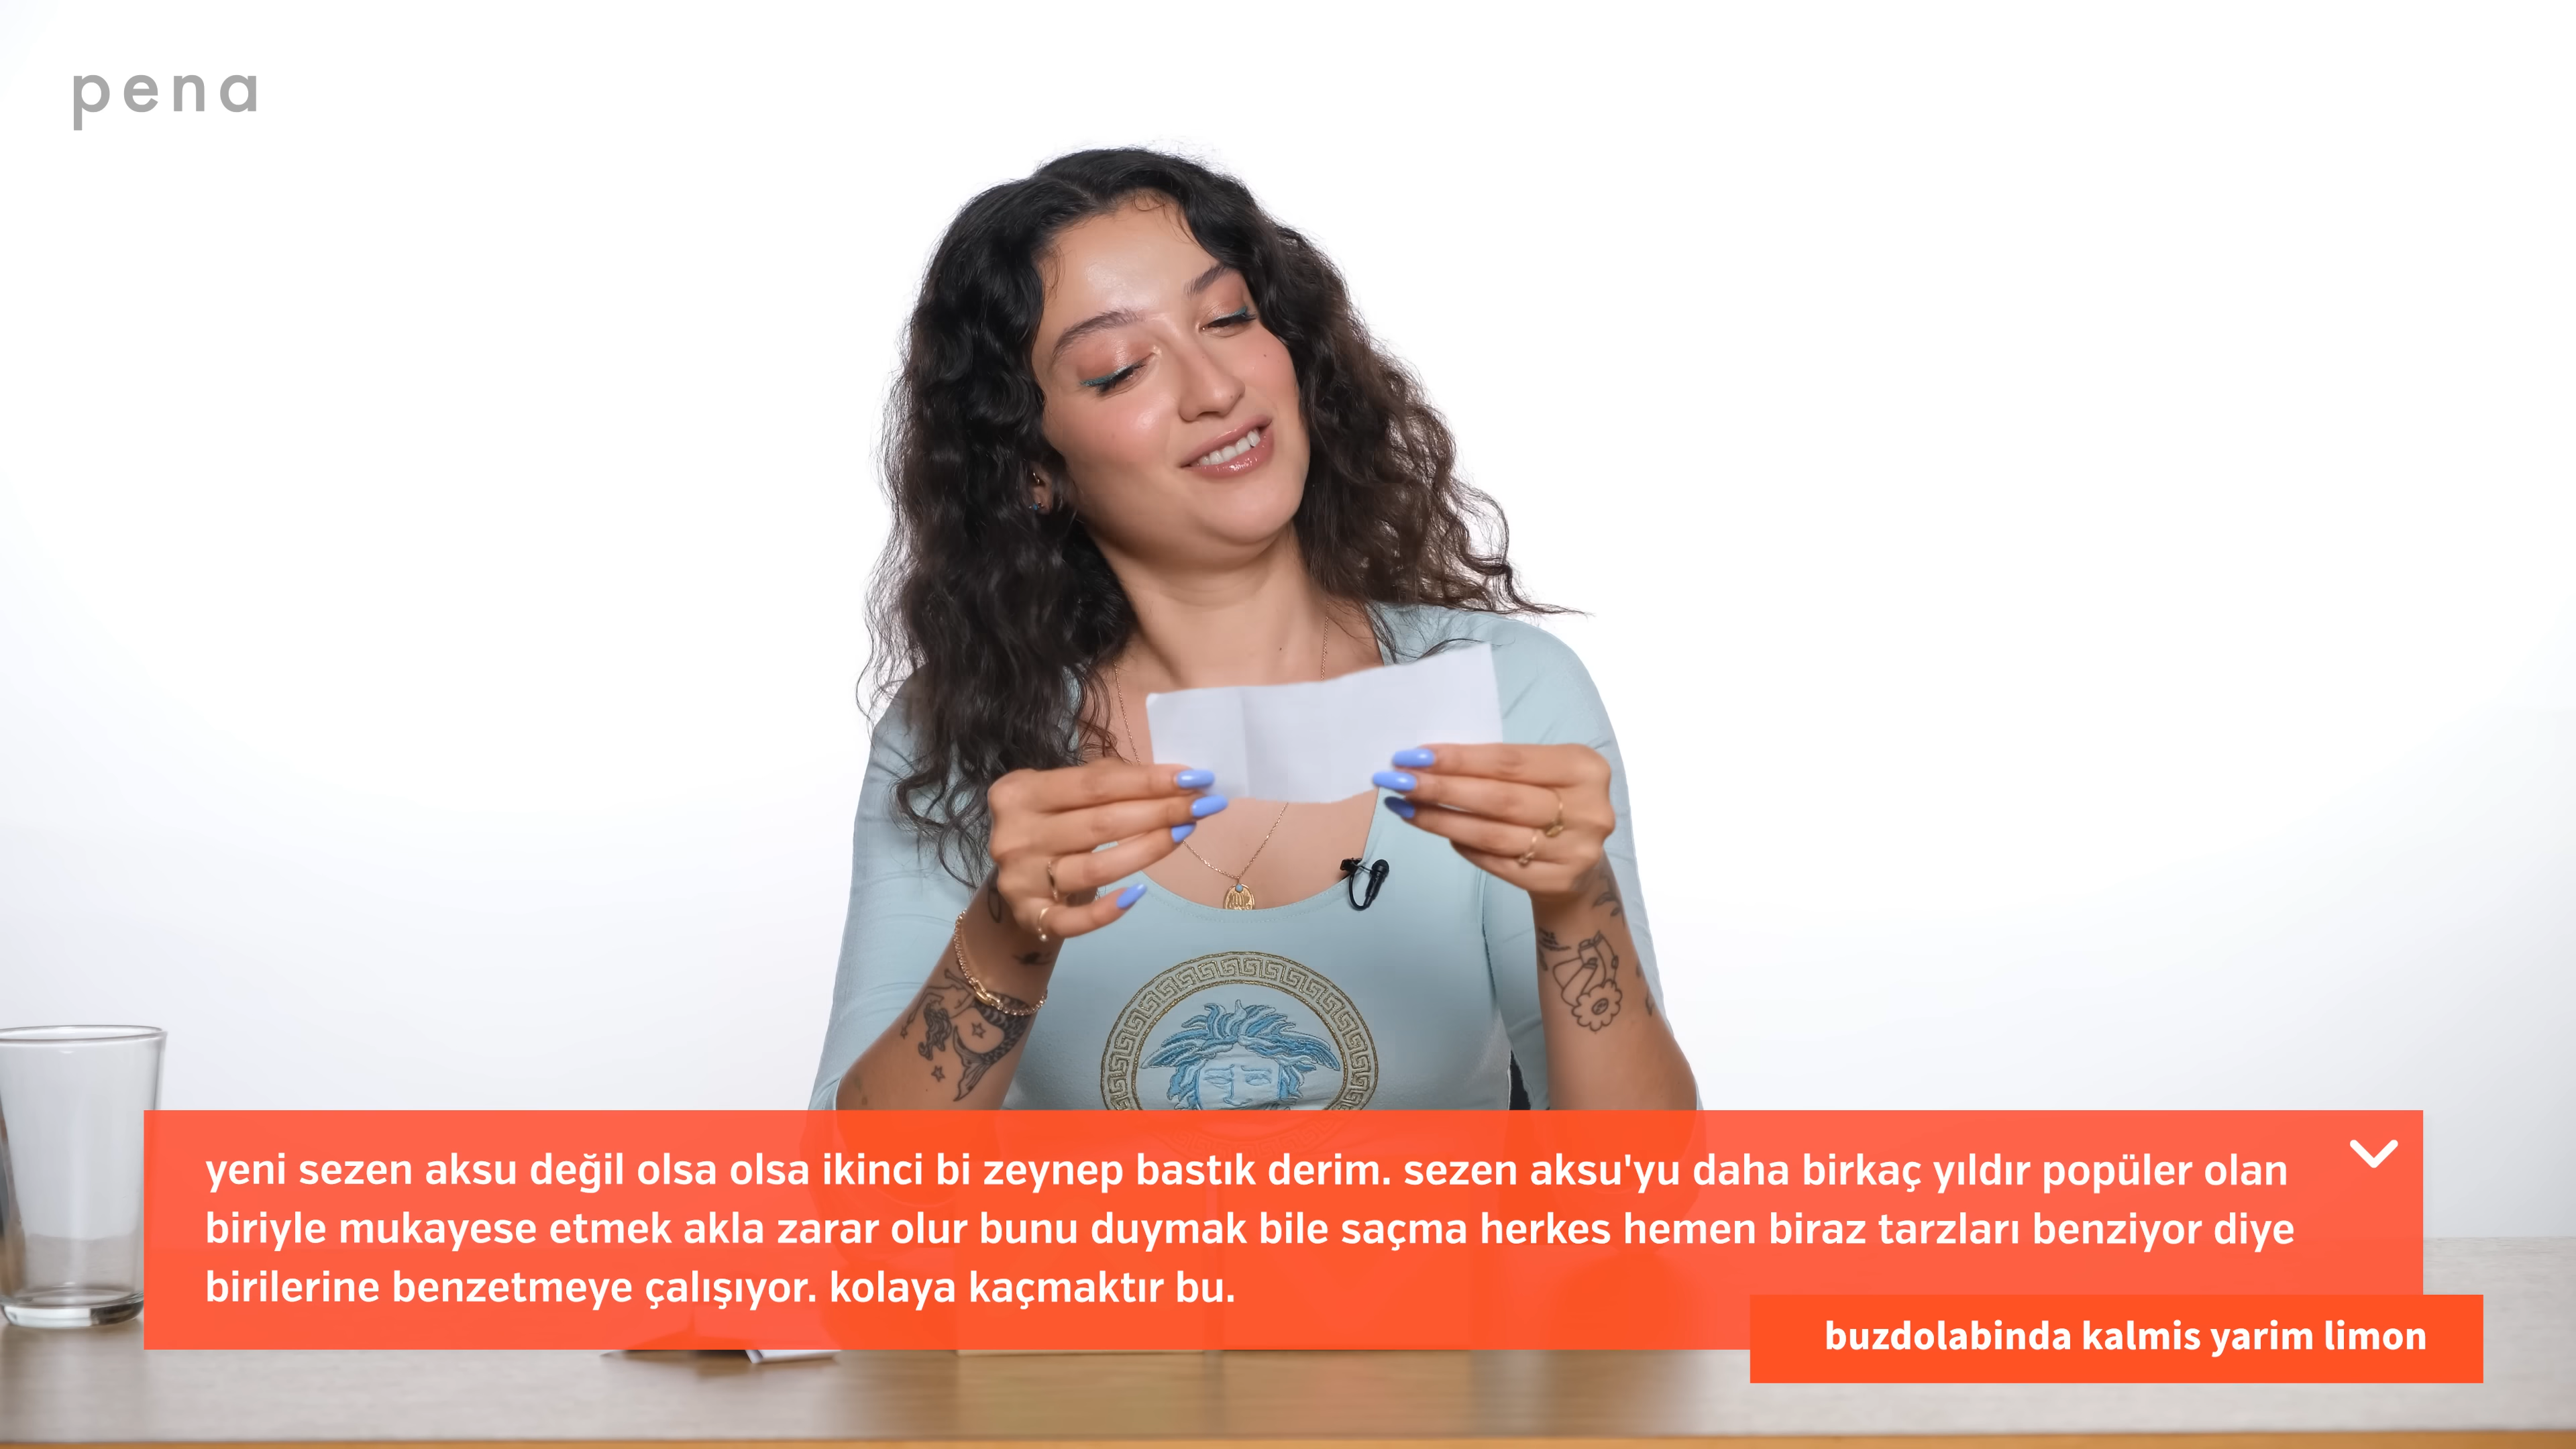 pena
yeni sezen aksu değil olsa olsa ikinci bi zeynep bastık derim. sezen aksu'yu daha birkaç yıldır popüler olan
biriyle mukayese etmek akla zarar olur bunu duymak bile saçma herkes hemen biraz tarzları benziyor diye
birilerine benzetmeye çalışıyor. kolaya kaçmaktır bu.
buzdolabinda kalmis yarim limon